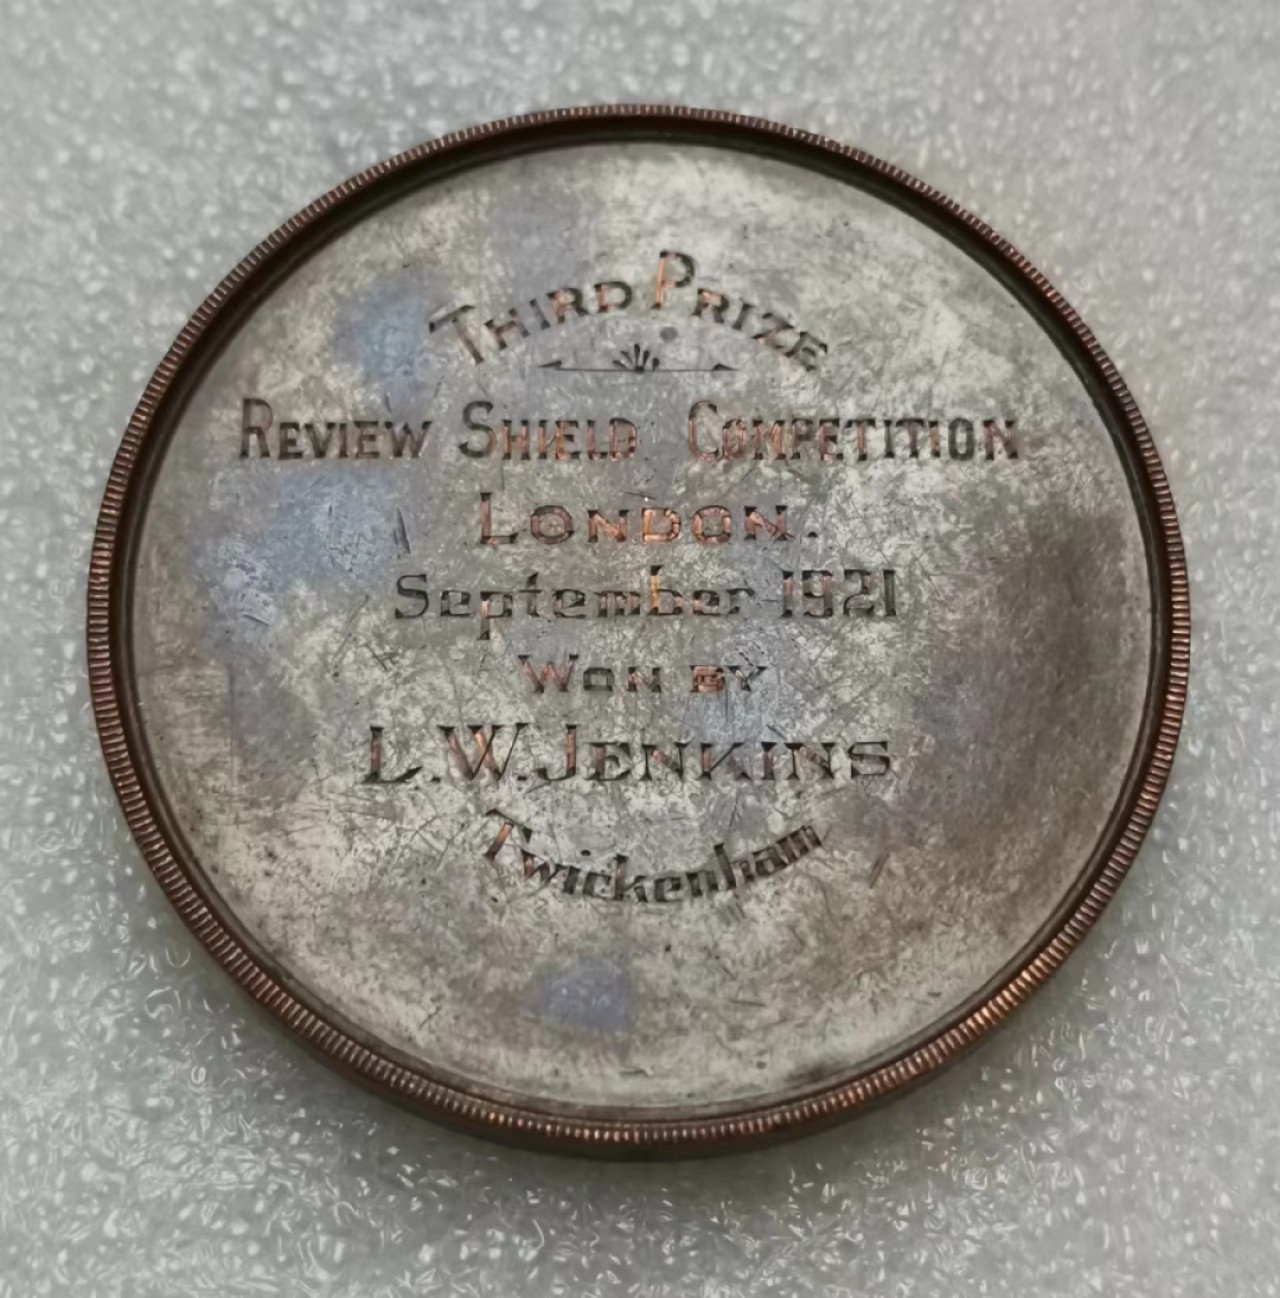 THIRD PRIZE
REVIEW SHIELD COMPETITION
LONDON.
September 1921
WON BY
L.W.JENKINS
Twickenham